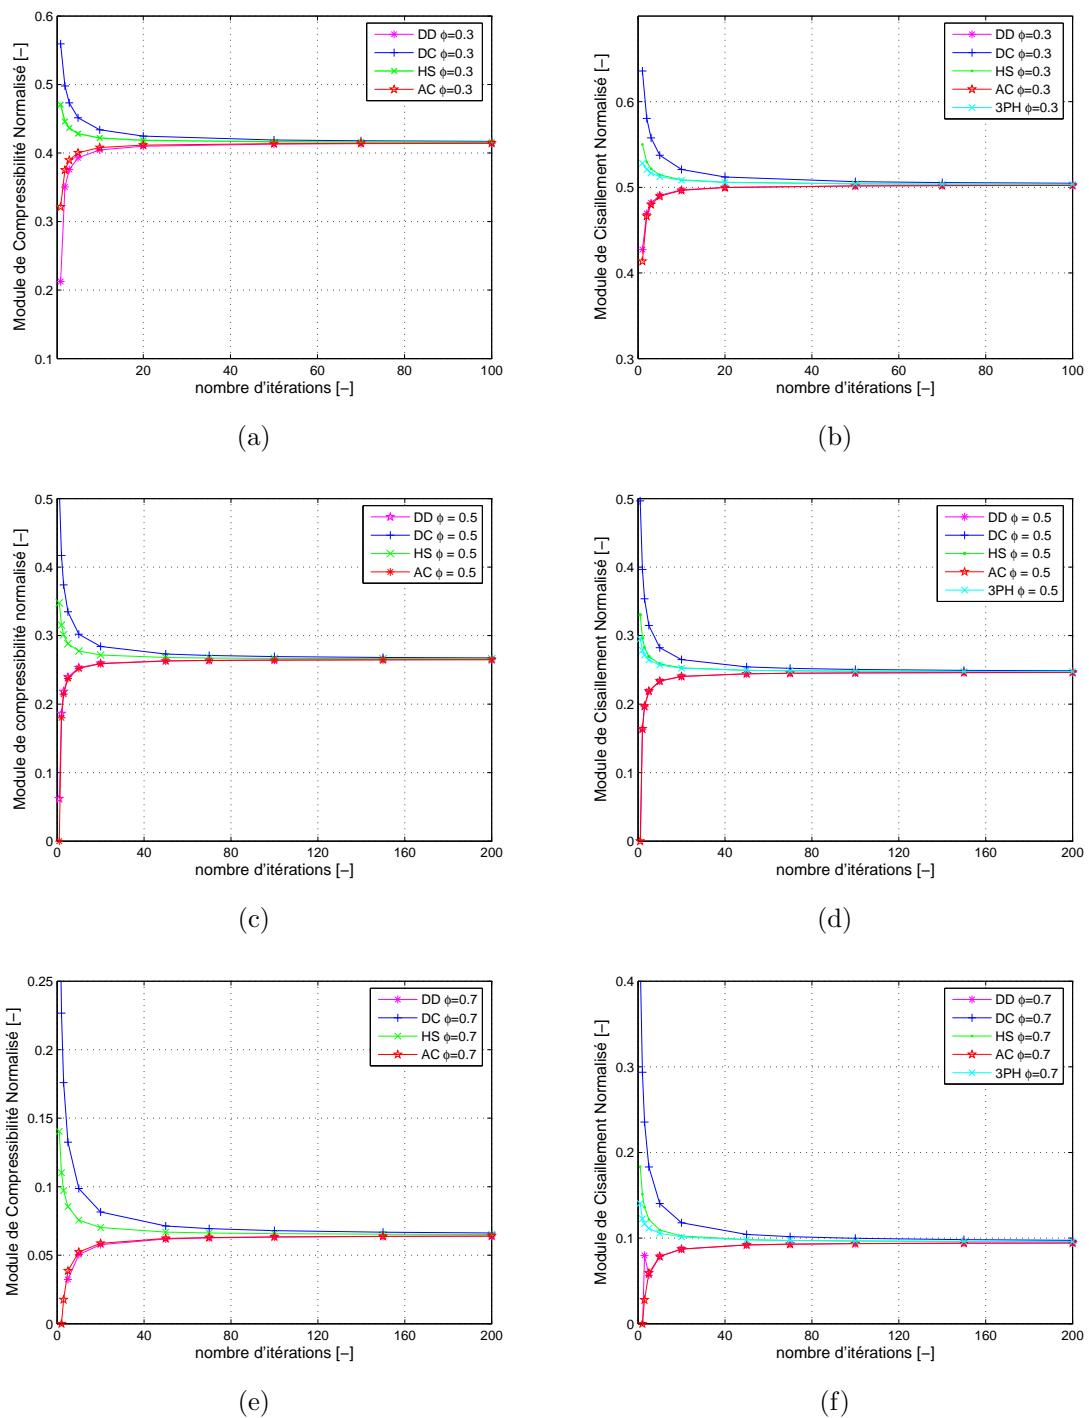 0.6
0.5
0.4
0.3
0.2
0.1
20
40
60
80
100
Module de Compressibilité Normalisé [−]
nombre d'itérations [−]
DD ϕ=0.3
DC ϕ=0.3
HS ϕ=0.3
AC ϕ=0.3
(a)
0.6
0.5
0.4
0.3
0
20
40
60
80
100
Module de Cisaillement Normalisé [−]
nombre d'itérations [−]
DD ϕ=0.3
DC ϕ=0.3
HS ϕ=0.3
AC ϕ=0.3
3PH ϕ=0.3
(b)
0.5
0.4
0.3
0.2
0.1
0
0
40
80
120
160
200
Module de compressibilité normalisé [−]
nombre d'itérations [−]
DD ϕ = 0.5
DC ϕ = 0.5
HS ϕ = 0.5
AC ϕ = 0.5
(c)
0.5
0.4
0.3
0.2
0.1
0
0
40
80
120
160
200
Module de Cisaillement Normalisé [−]
nombre d'itérations [−]
DD ϕ = 0.5
DC ϕ = 0.5
HS ϕ = 0.5
AC ϕ = 0.5
3PH ϕ = 0.5
(d)
0.25
0.2
0.15
0.1
0.05
0
0
40
80
120
160
200
Module de Compressibilité Normalisé [−]
nombre d'itérations [−]
DD ϕ=0.7
DC ϕ=0.7
HS ϕ=0.7
AC ϕ=0.7
(e)
0.4
0.3
0.2
0.1
0
0
40
80
120
160
200
Module de Cisaillement Normalisé [−]
nombre d'itérations [−]
DD ϕ=0.7
DC ϕ=0.7
HS ϕ=0.7
AC ϕ=0.7
3PH ϕ=0.7
(f)